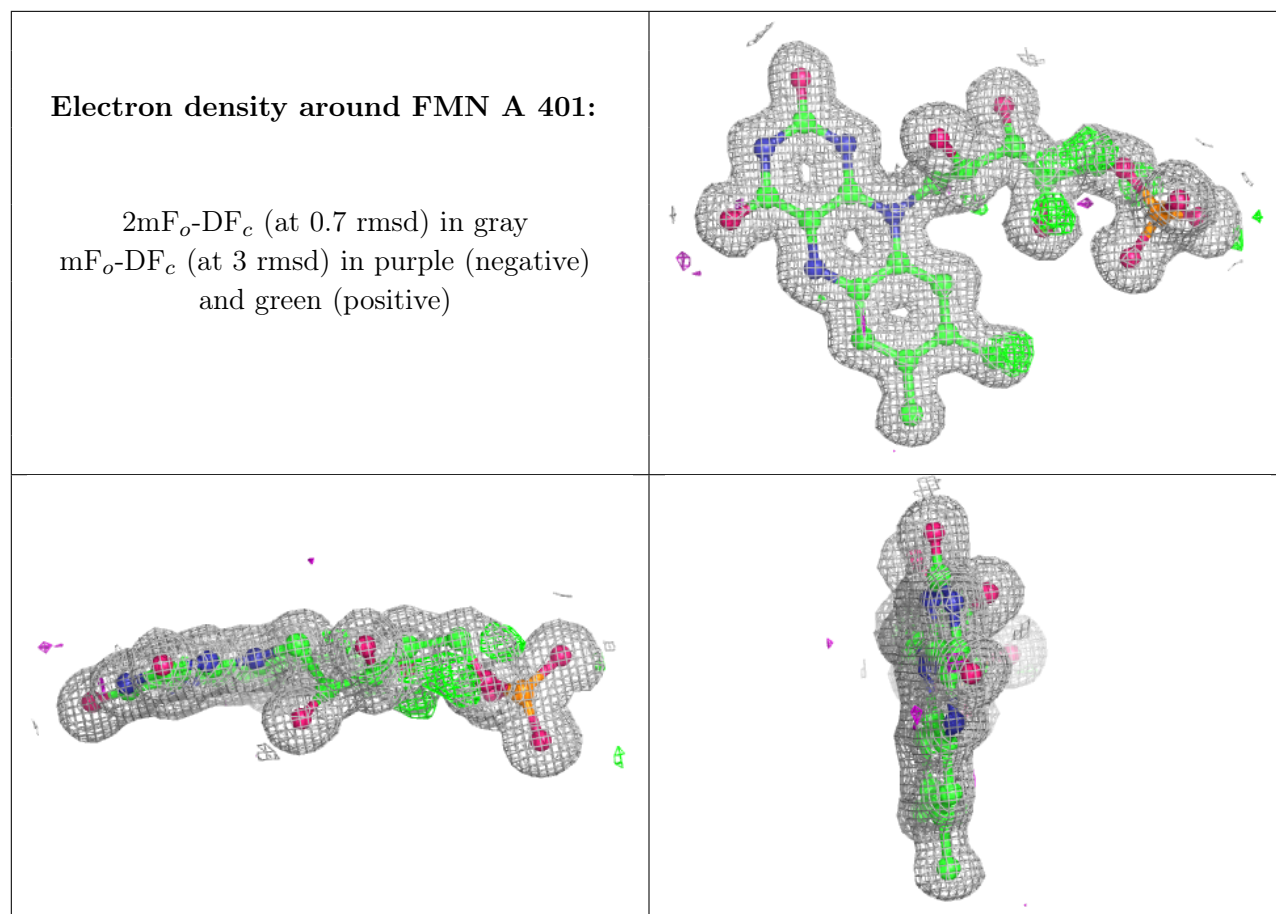 Electron density around FMN A 401:
2mFo-DFc (at 0.7 rmsd) in gray
mFo-DFc (at 3 rmsd) in purple (negative)
and green (positive)